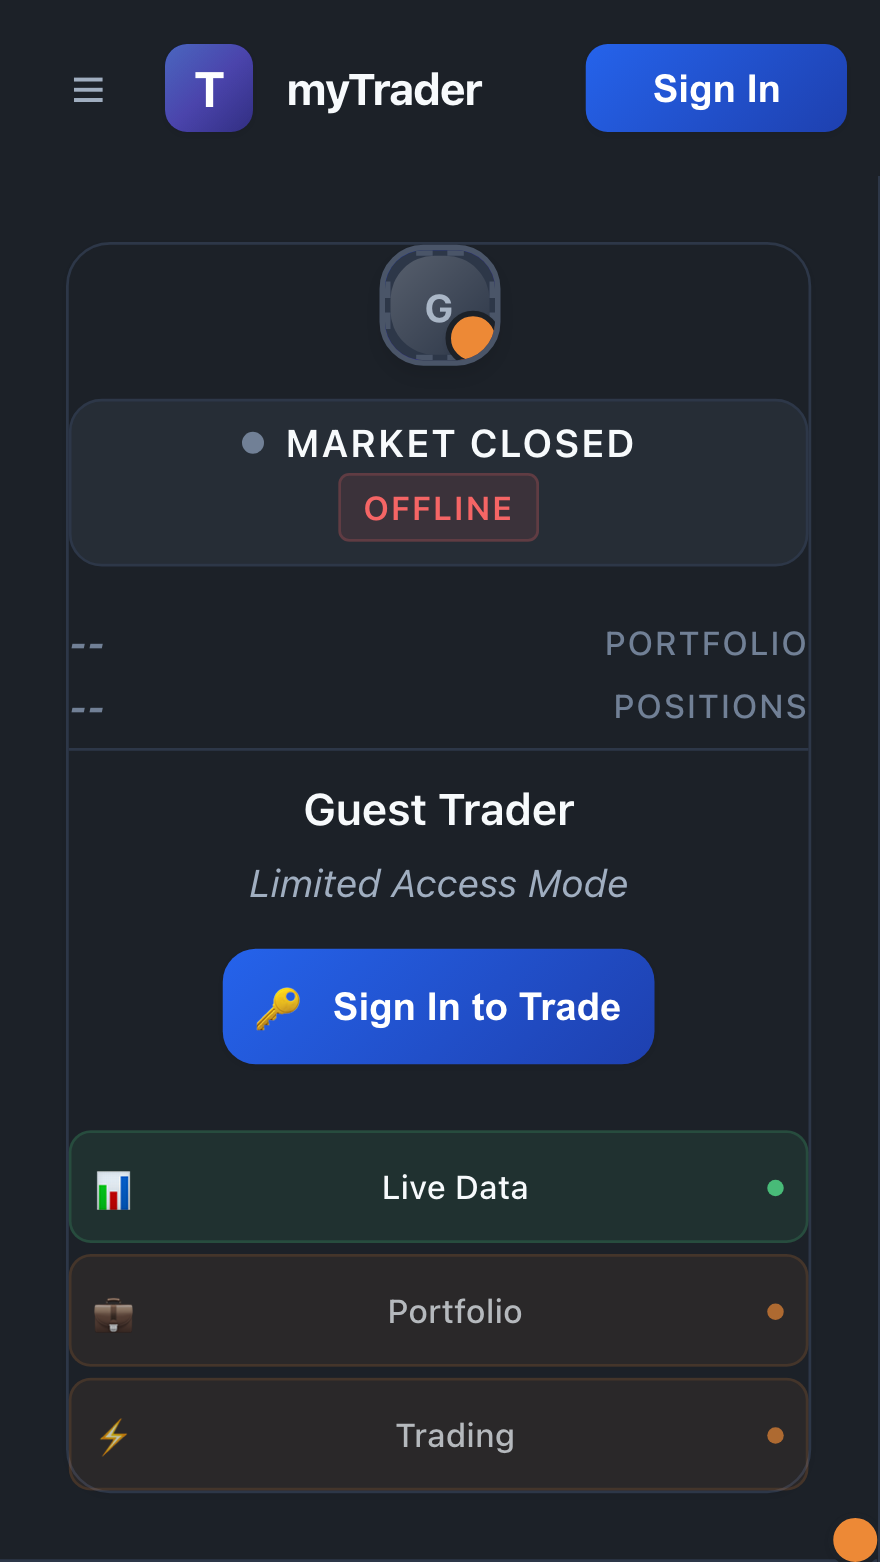 T myTrader Sign In
G
MARKET CLOSED
OFFLINE
-- PORTFOLIO
-- POSITIONS
Guest Trader
Limited Access Mode
Sign In to Trade
Live Data
Portfolio
Trading